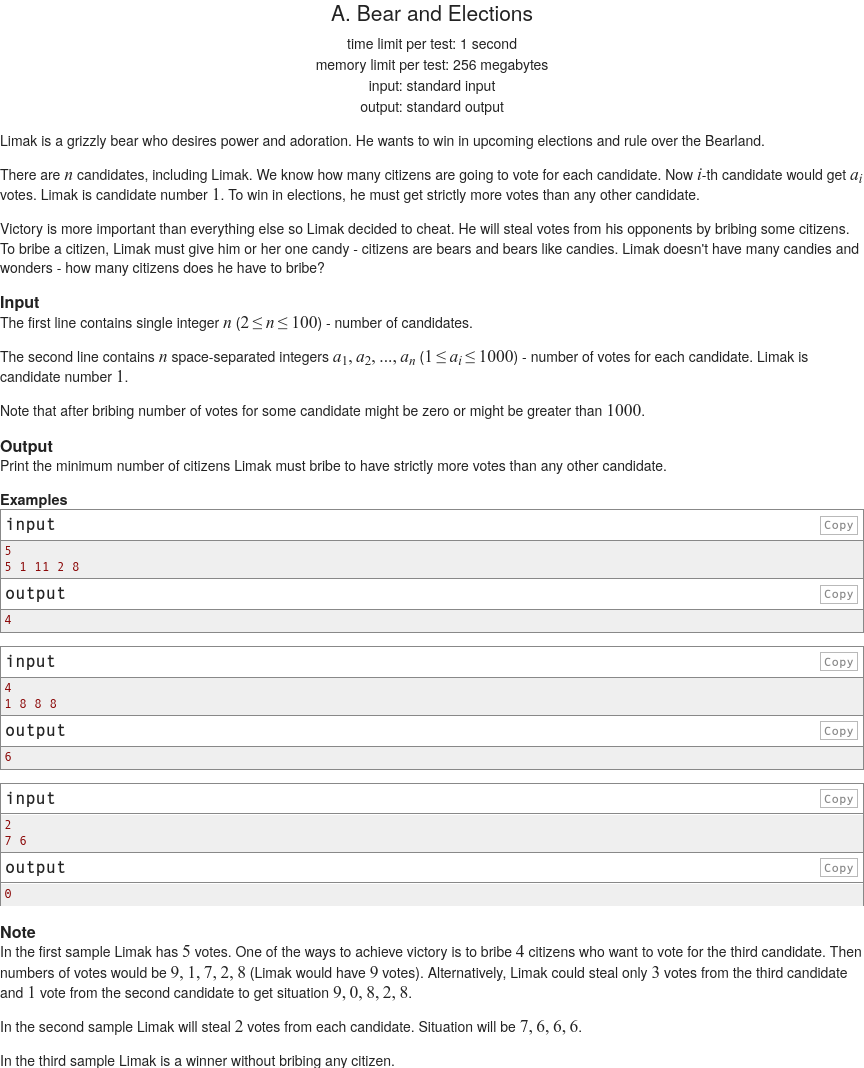 A. Bear and Elections
time limit per test: 1 second
memory limit per test: 256 megabytes
input: standard input
output: standard output
Limak is a grizzly bear who desires power and adoration. He wants to win in upcoming elections and rule over the Bearland.
There are n candidates, including Limak. We know how many citizens are going to vote for each candidate. Now i-th candidate would get a_i
votes. Limak is candidate number 1. To win in elections, he must get strictly more votes than any other candidate.
Victory is more important than everything else so Limak decided to cheat. He will steal votes from his opponents by bribing some citizens.
To bribe a citizen, Limak must give him or her one candy - citizens are bears and bears like candies. Limak doesn't have many candies and
wonders - how many citizens does he have to bribe?
Input
The first line contains single integer n (2 ≤ n ≤ 100) - number of candidates.
The second line contains n space-separated integers a_1, a_2, ..., a_n (1 ≤ a_i ≤ 1000) - number of votes for each candidate. Limak is
candidate number 1.
Note that after bribing number of votes for some candidate might be zero or might be greater than 1000.
Output
Print the minimum number of citizens Limak must bribe to have strictly more votes than any other candidate.
Examples
input Copy
5
5 1 11 2 8
output Copy
4
input Copy
4
1 8 8 8
output Copy
6
input Copy
2
7 6
output Copy
0
Note
In the first sample Limak has 5 votes. One of the ways to achieve victory is to bribe 4 citizens who want to vote for the third candidate. Then
numbers of votes would be 9, 1, 7, 2, 8 (Limak would have 9 votes). Alternatively, Limak could steal only 3 votes from the third candidate
and 1 vote from the second candidate to get situation 9, 0, 8, 2, 8.
In the second sample Limak will steal 2 votes from each candidate. Situation will be 7, 6, 6, 6.
In the third sample Limak is a winner without bribing any citizen.